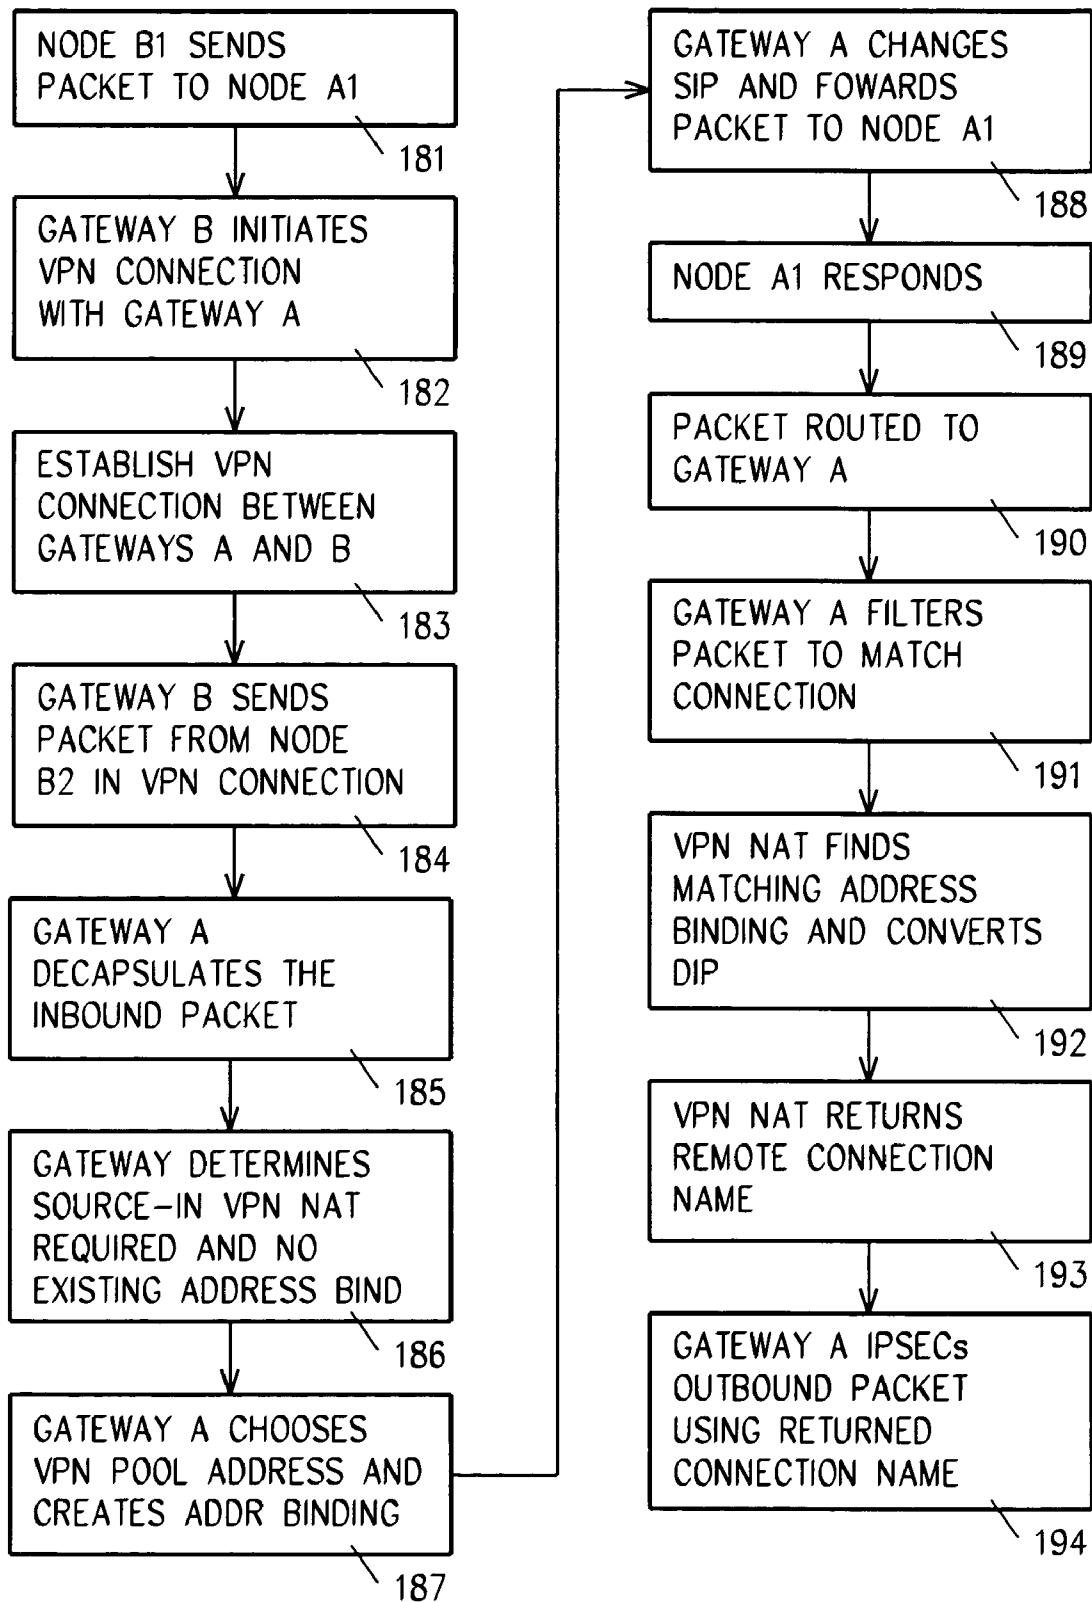 NODE B1 SENDS
PACKET TO NODE A1
181
GATEWAY B INITIATES
VPN CONNECTION
WITH GATEWAY A
182
ESTABLISH VPN
CONNECTION BETWEEN
GATEWAYS A AND B
183
GATEWAY B SENDS
PACKET FROM NODE
B2 IN VPN CONNECTION
184
GATEWAY A
DECAPSULATES THE
INBOUND PACKET
185
GATEWAY DETERMINES
SOURCE-IN VPN NAT
REQUIRED AND NO
EXISTING ADDRESS BIND
186
GATEWAY A CHOOSES
VPN POOL ADDRESS AND
CREATES ADDR BINDING
187
GATEWAY A CHANGES
SIP AND FOWARDS
PACKET TO NODE A1
188
NODE A1 RESPONDS
189
PACKET ROUTED TO
GATEWAY A
190
GATEWAY A FILTERS
PACKET TO MATCH
CONNECTION
191
VPN NAT FINDS
MATCHING ADDRESS
BINDING AND CONVERTS
DIP
192
VPN NAT RETURNS
REMOTE CONNECTION
NAME
193
GATEWAY A IPSECs
OUTBOUND PACKET
USING RETURNED
CONNECTION NAME
194